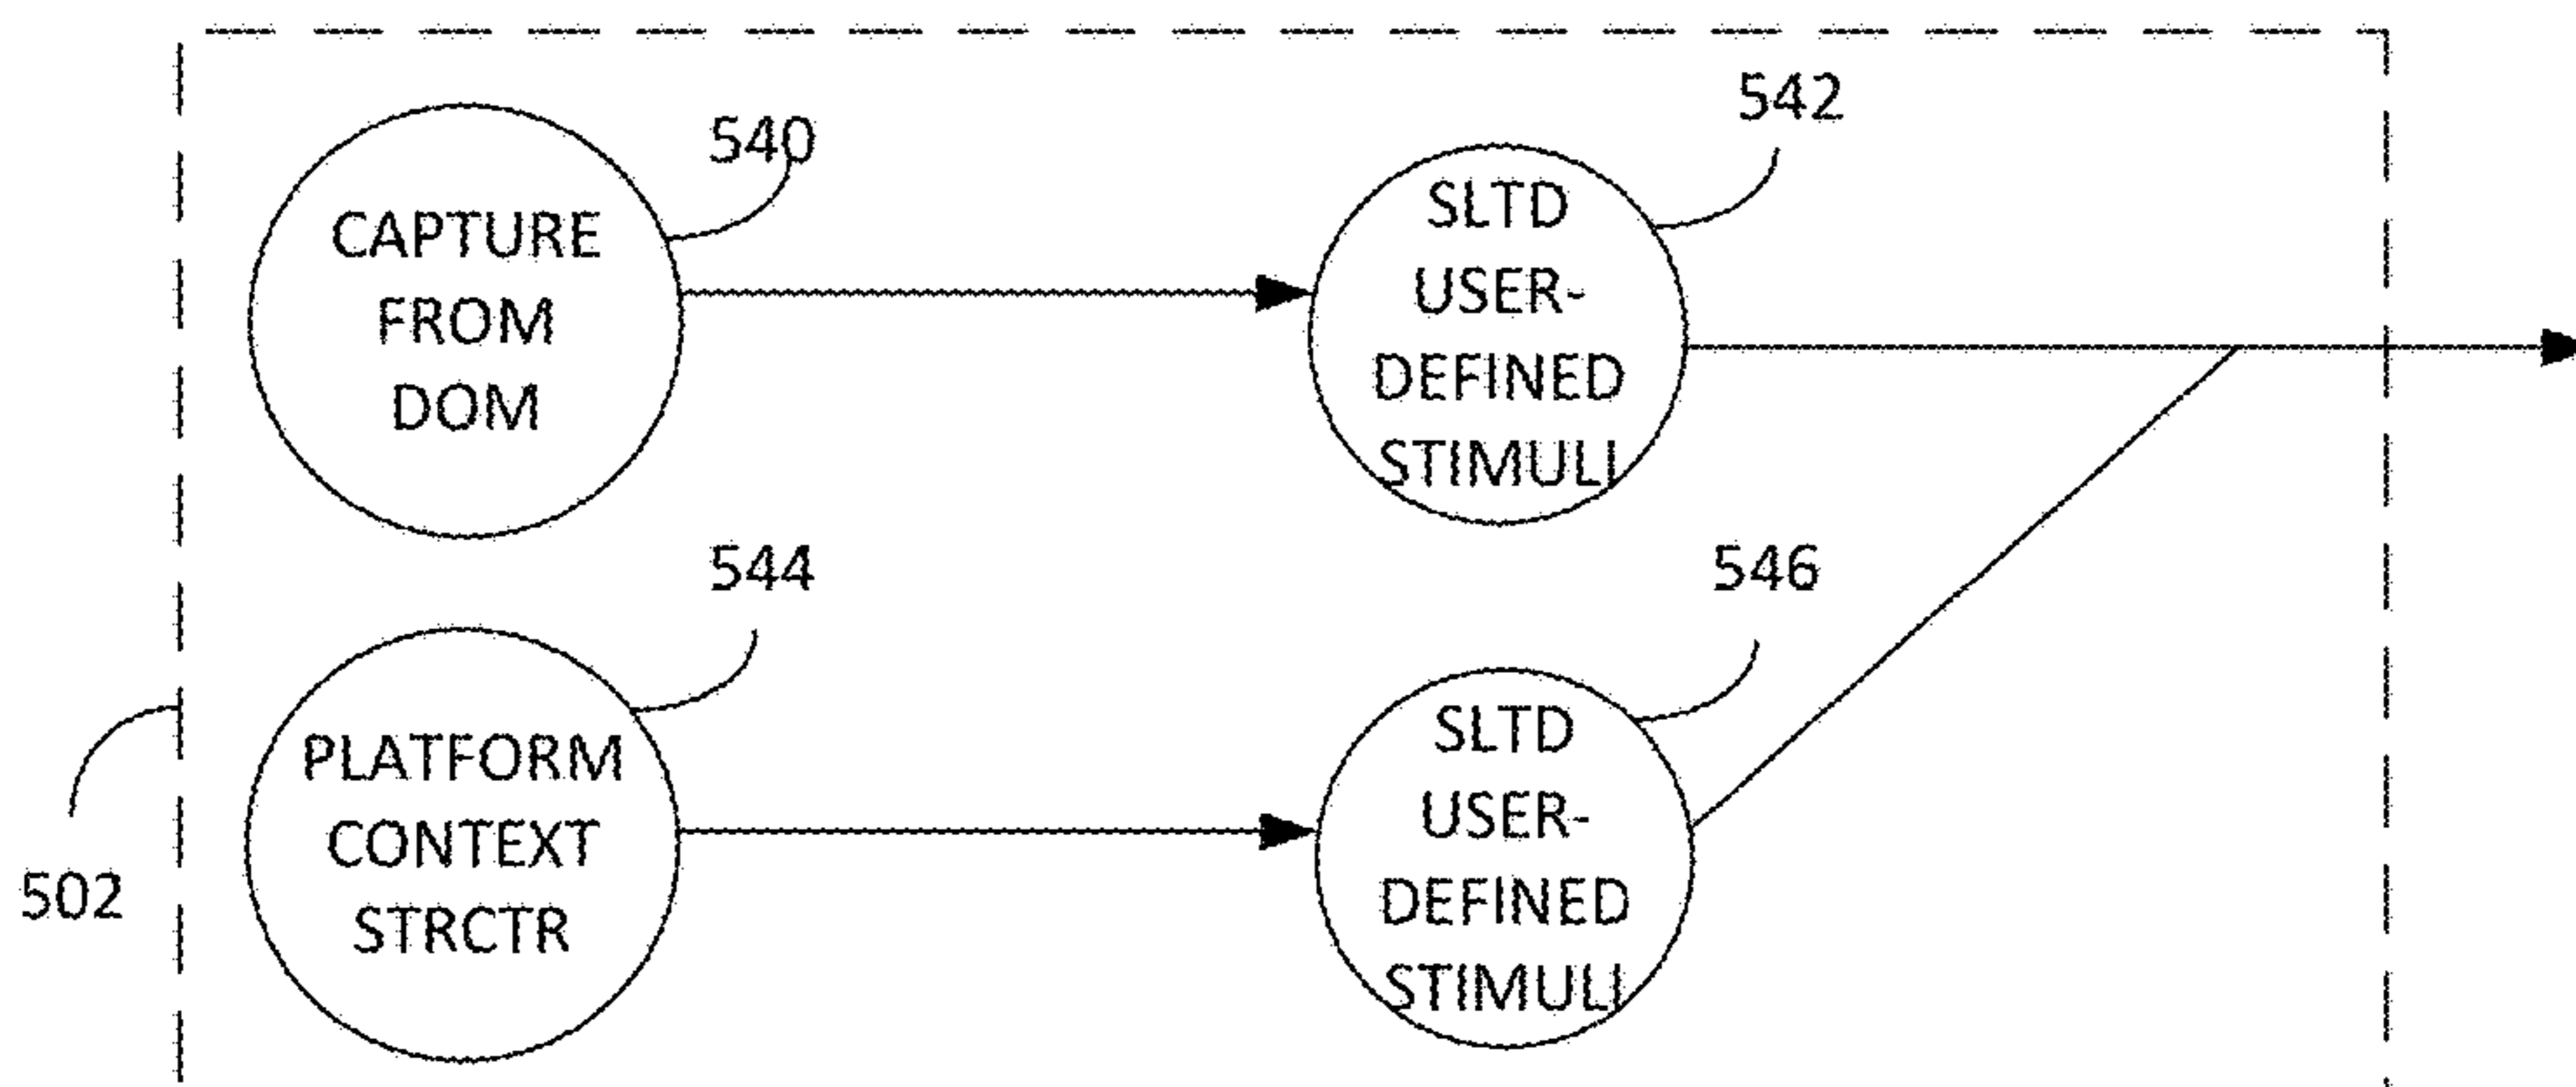 540
CAPTURE
FROM
DOM
542
SLTD
USER-
DEFINED
STIMULI
544
PLATFORM
CONTEXT
STRCTR
546
SLTD
USER-
DEFINED
STIMULI
502